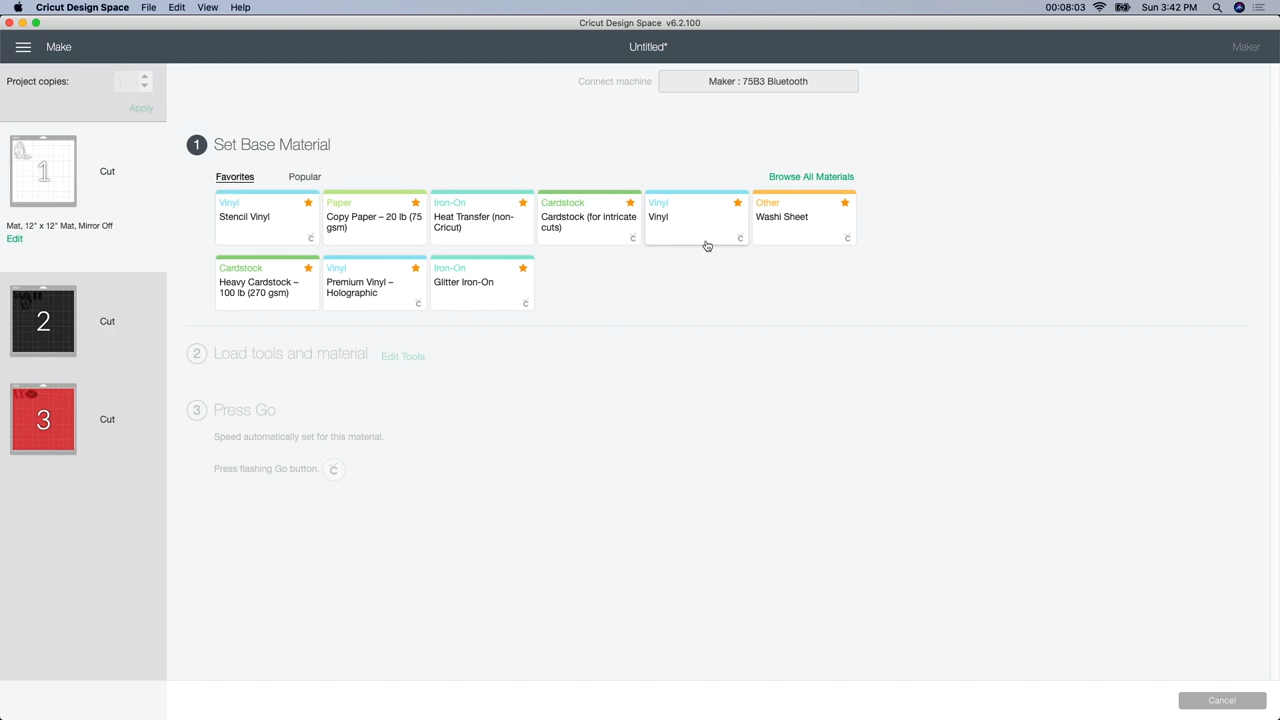 Cricut Design Space File Edit View Help 00:08:03 Sun 3:42 PM
Cricut Design Space v6.2.100
Make Untitled* Maker
Project copies: 1
Apply
1 Cut
Mat, 12" x 12" Mat, Mirror Off
Edit
2 Cut
3 Cut
Connect machine Maker : 75B3 Bluetooth
1 Set Base Material
Favorites Popular Browse All Materials
Vinyl
Stencil Vinyl
Paper
Copy Paper – 20 lb (75
gsm)
Iron-On
Heat Transfer (non-
Cricut)
Cardstock
Cardstock (for intricate
cuts)
Vinyl
Vinyl
Other
Washi Sheet
Cardstock
Heavy Cardstock –
100 lb (270 gsm)
Vinyl
Premium Vinyl –
Holographic
Iron-On
Glitter Iron-On
2 Load tools and material Edit Tools
3 Press Go
Speed automatically set for this material.
Press flashing Go button.
Cancel